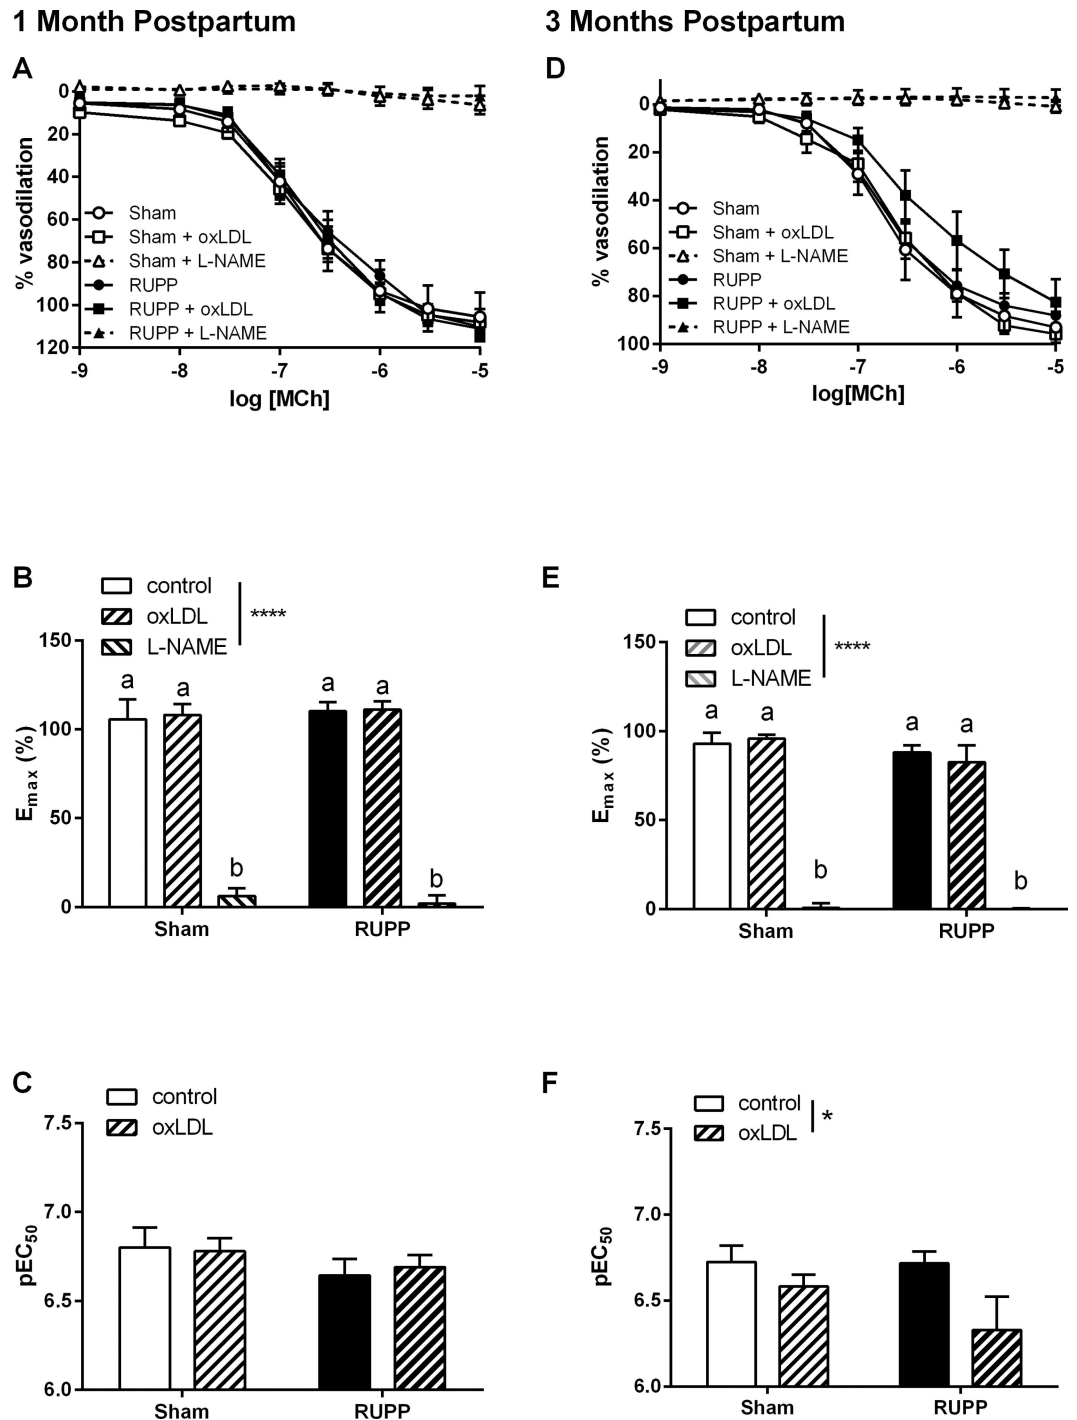 1 Month Postpartum
3 Months Postpartum
A
% vasodilation
0
20
40
60
80
100
120
Sham
Sham + oxLDL
Sham + L-NAME
RUPP
RUPP + oxLDL
RUPP + L-NAME
-9
-8
-7
-6
-5
log [MCh]
D
% vasodilation
0
20
40
60
80
100
Sham
Sham + oxLDL
Sham + L-NAME
RUPP
RUPP + oxLDL
RUPP + L-NAME
-9
-8
-7
-6
-5
log[MCh]
B
control
oxLDL
L-NAME
****
Emax (%)
150
100
50
0
a
a
b
a
a
b
Sham
RUPP
E
control
oxLDL
L-NAME
****
Emax (%)
150
100
50
0
a
a
b
a
a
b
Sham
RUPP
C
control
oxLDL
pEC50
7.5
7.0
6.5
6.0
Sham
RUPP
F
control
oxLDL
*
pEC50
7.5
7.0
6.5
6.0
Sham
RUPP